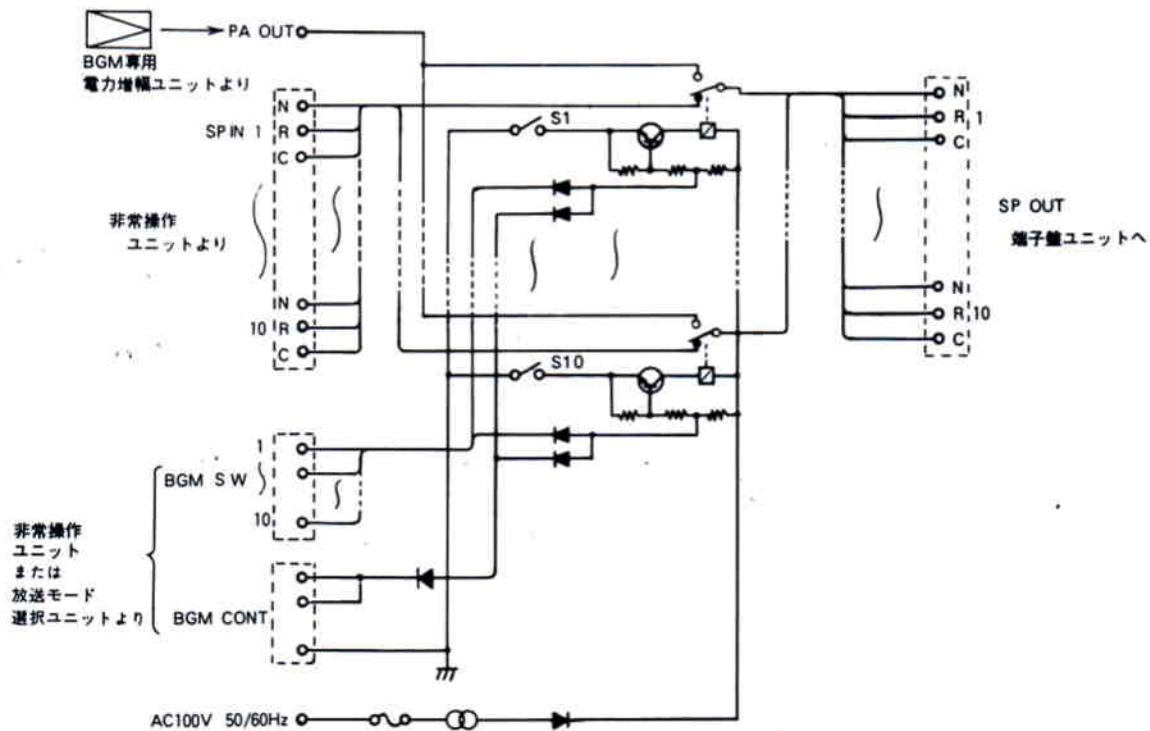 PA OUT
BGM専用
電力増幅ユニットより
N
SP IN 1 R
C
非常操作
ユニットより
N
10 R
C
S1
S10
N
R 1
C
SP OUT
端子盤ユニットへ
N
R 10
C
1
BGM SW
10
非常操作
ユニット
または
放送モード
選択ユニットより
BGM CONT
AC100V 50/60Hz